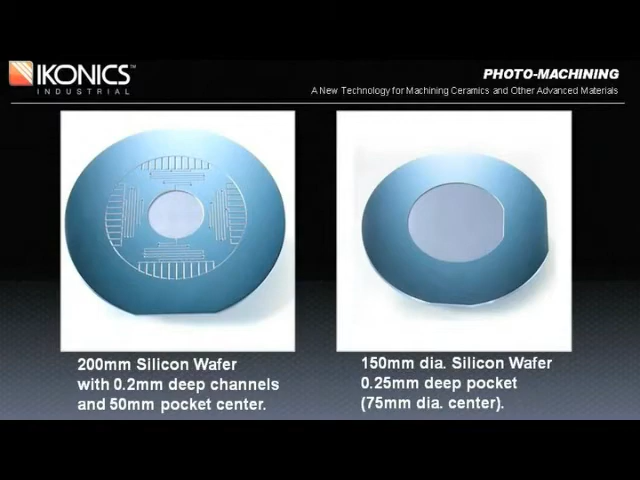 IKONICS™
INDUSTRIAL
PHOTO-MACHINING
A New Technology for Machining Ceramics and Other Advanced Materials
200mm Silicon Wafer
with 0.2mm deep channels
and 50mm pocket center.
150mm dia. Silicon Wafer
0.25mm deep pocket
(75mm dia. center).